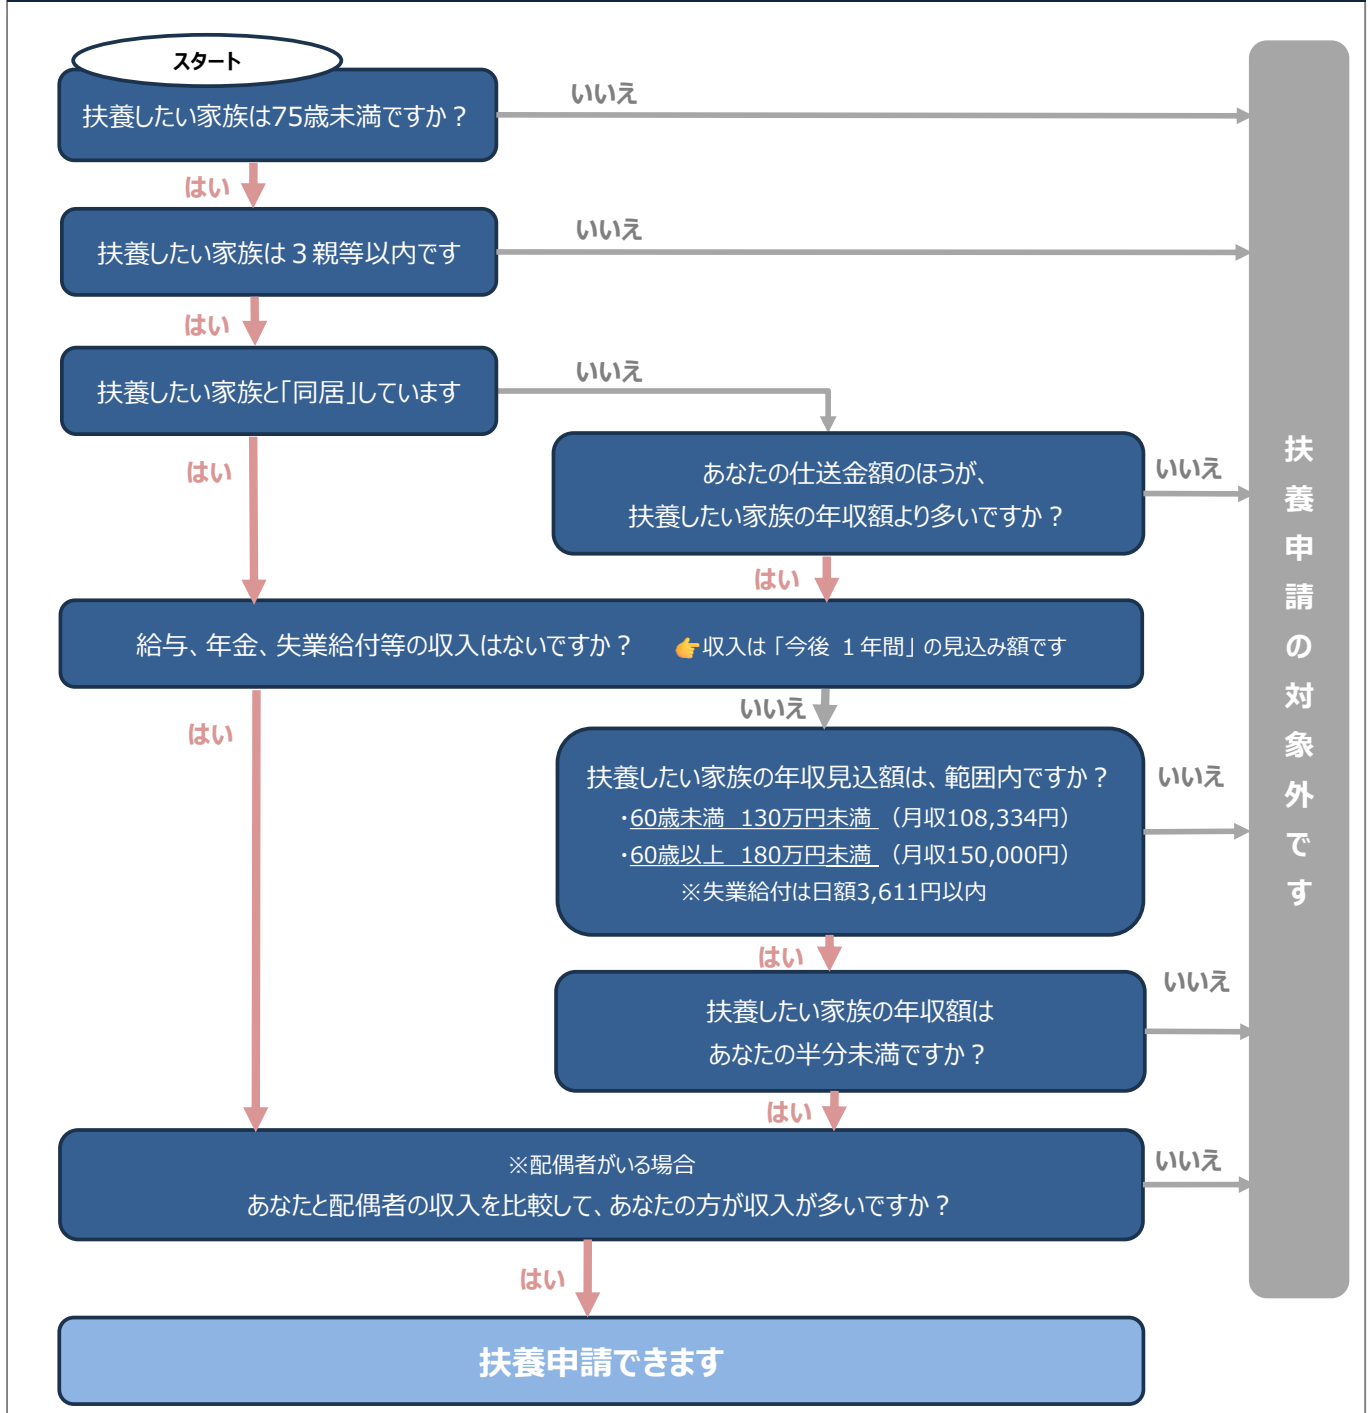 スタート
扶養したい家族は75歳未満ですか？
いいえ
はい
扶養したい家族は３親等以内です
いいえ
はい
扶養したい家族と「同居」しています
いいえ
はい
あなたの仕送金額のほうが、
扶養したい家族の年収額より多いですか？
いいえ
はい
給与、年金、失業給付等の収入はないですか？ 👉収入は「今後 １年間」の見込み額です
はい
いいえ
扶養したい家族の年収見込額は、範囲内ですか？
・60歳未満 130万円未満 （月収108,334円）
・60歳以上 180万円未満 （月収150,000円）
※失業給付は日額3,611円以内
いいえ
はい
扶養したい家族の年収額は
あなたの半分未満ですか？
いいえ
はい
※配偶者がいる場合
あなたと配偶者の収入を比較して、あなたの方が収入が多いですか？
いいえ
はい
扶養申請できます
扶養申請の対象外です